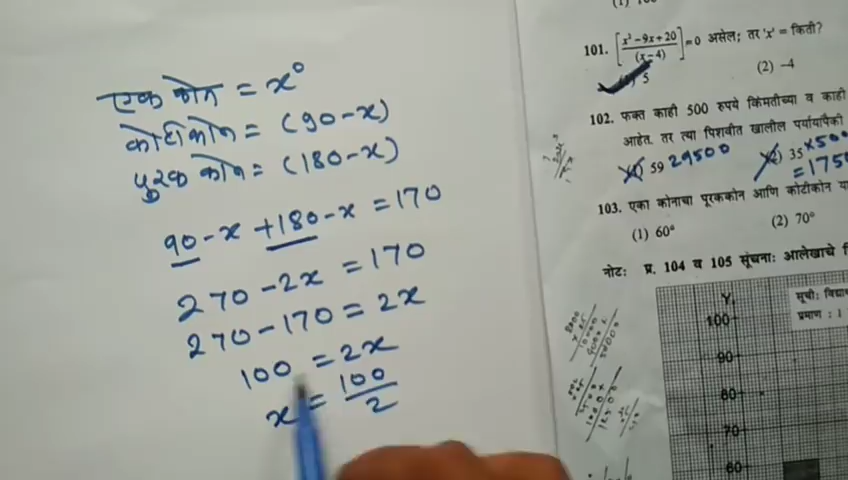 एक कोन = x°
कोटीकोन = (90-x)
पुरक कोन = (180-x)
90-x+180-x = 170
270-2x = 170
270-170 = 2x
100 = 2x
x = 100/2
101. [x²-9x+20/(x-4)]=0 असेल; तर 'x' = किती?
5
(2) -4
102. फक्त काही 500 रुपये किंमतीच्या व काही
आहेत. तर त्या पिशवीत खालील पर्यायांपैकी
59 29500
35 ×500
=1750
103. एका कोनाचा पूरककोन आणि कोटीकोन या
(1) 60°
(2) 70°
नोट: प्र. 104 व 105 सूचना: आलेखाचे
Y
सूची: विद्या
प्रमाण : 1
100
90
80
70
60